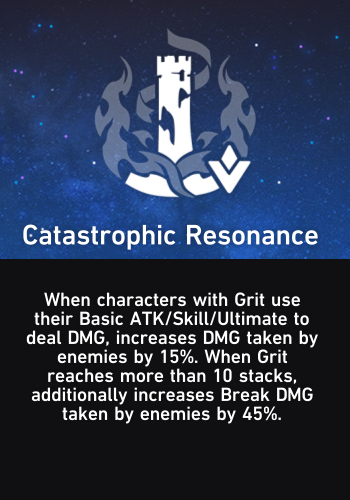 Catastrophic Resonance
When characters with Grit use
their Basic ATK/Skill/Ultimate to
deal DMG, increases DMG taken by
enemies by 15%. When Grit
reaches more than 10 stacks,
additionally increases Break DMG
taken by enemies by 45%.